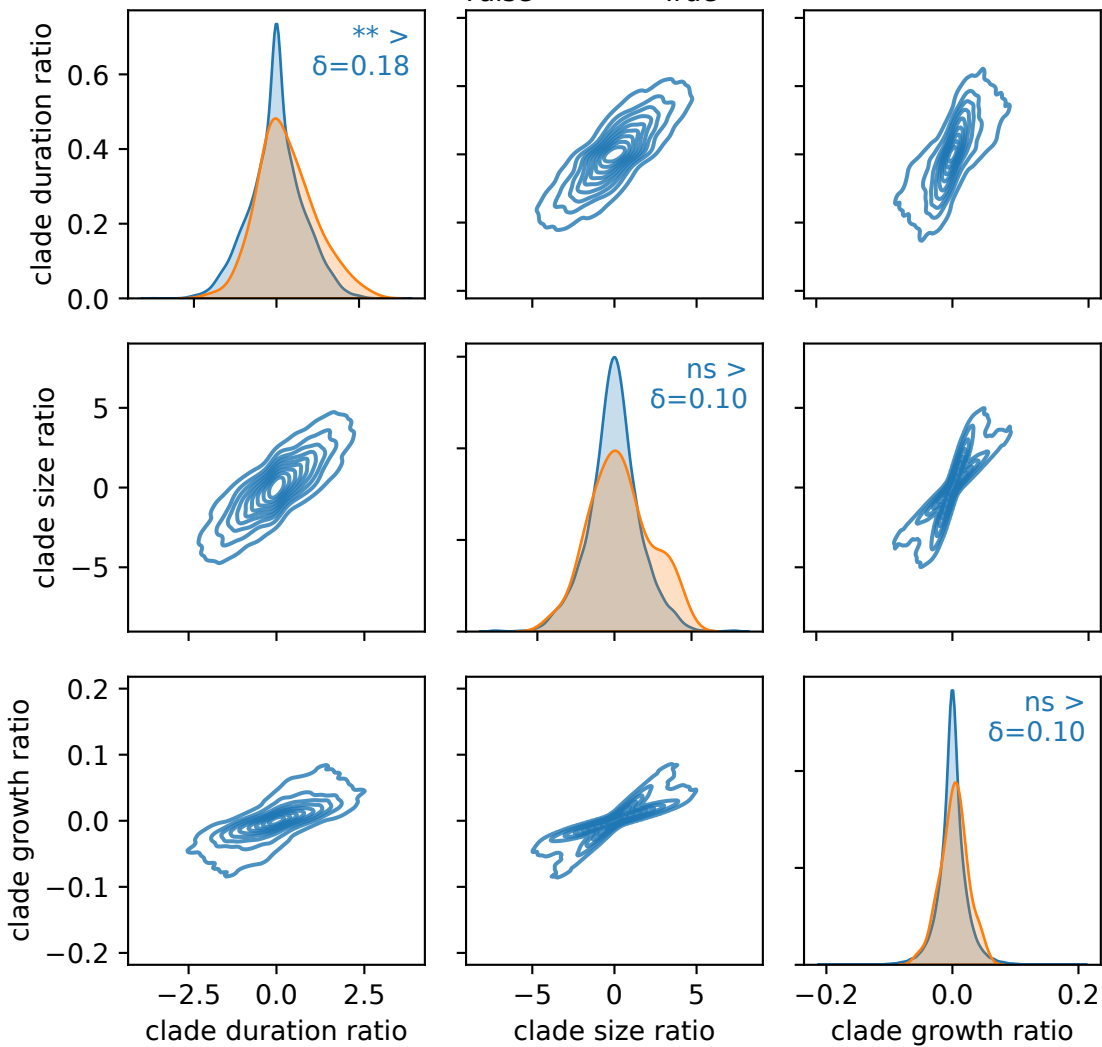 clade duration ratio
0.6
0.4
0.2
0.0
** >
δ=0.18
clade size ratio
5
0
−5
ns >
δ=0.10
clade growth ratio
0.2
0.1
0.0
−0.1
−0.2
ns >
δ=0.10
−2.5 0.0 2.5
−5 0 5
−0.2 0.0 0.2
clade duration ratio
clade size ratio
clade growth ratio